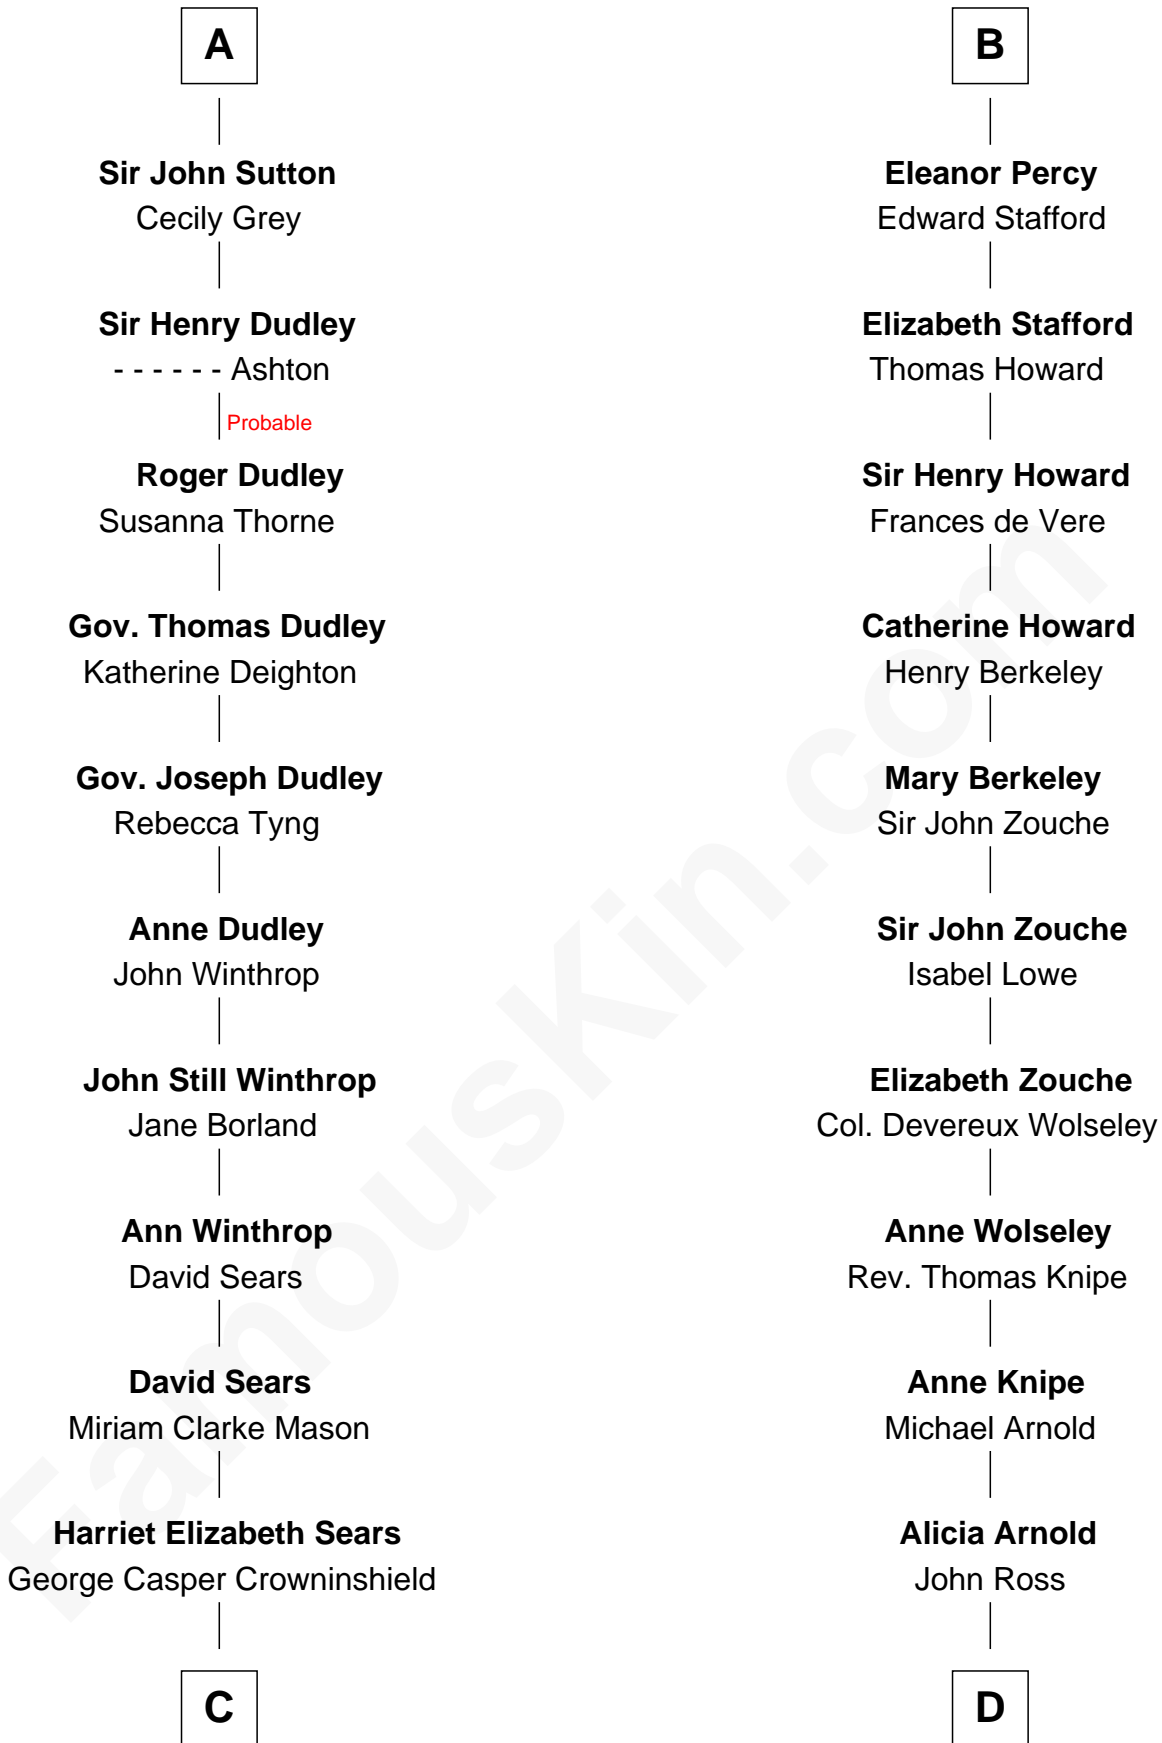 A
Sir John Sutton
Cecily Grey
Sir Henry Dudley
- - - - - - Ashton
Probable
Roger Dudley
Susanna Thorne
Gov. Thomas Dudley
Katherine Deighton
Gov. Joseph Dudley
Rebecca Tyng
Anne Dudley
John Winthrop
John Still Winthrop
Jane Borland
Ann Winthrop
David Sears
David Sears
Miriam Clarke Mason
Harriet Elizabeth Sears
George Casper Crowninshield
C
B
Eleanor Percy
Edward Stafford
Elizabeth Stafford
Thomas Howard
Sir Henry Howard
Frances de Vere
Catherine Howard
Henry Berkeley
Mary Berkeley
Sir John Zouche
Sir John Zouche
Isabel Lowe
Elizabeth Zouche
Col. Devereux Wolseley
Anne Wolseley
Rev. Thomas Knipe
Anne Knipe
Michael Arnold
Alicia Arnold
John Ross
D
FamousKin.com